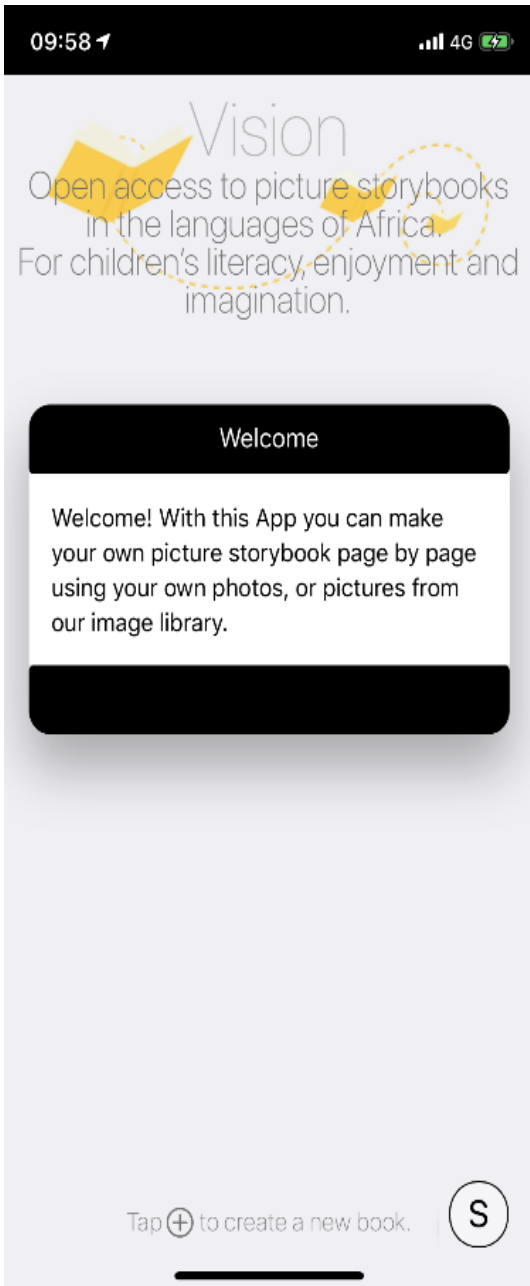 09:58
4G
Vision
Open access to picture storybooks
in the languages of Africa.
For children's literacy, enjoyment and
imagination.
Welcome
Welcome! With this App you can make
your own picture storybook page by page
using your own photos, or pictures from
our image library.
Tap + to create a new book.
S